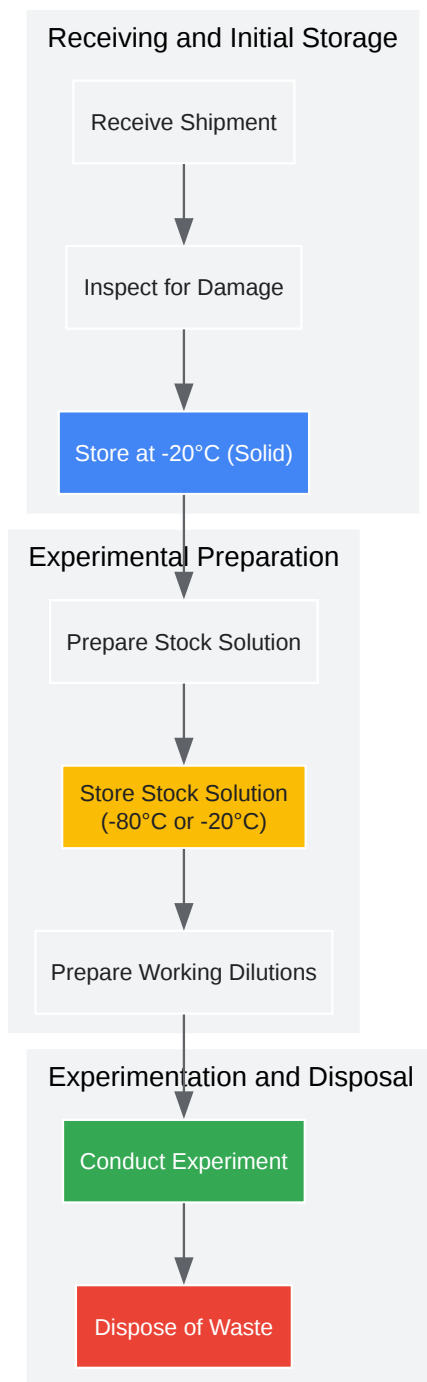 Receiving and Initial Storage
Receive Shipment
Inspect for Damage
Store at -20°C (Solid)
Experimental Preparation
Prepare Stock Solution
Store Stock Solution
(-80°C or -20°C)
Prepare Working Dilutions
Experimentation and Disposal
Conduct Experiment
Dispose of Waste